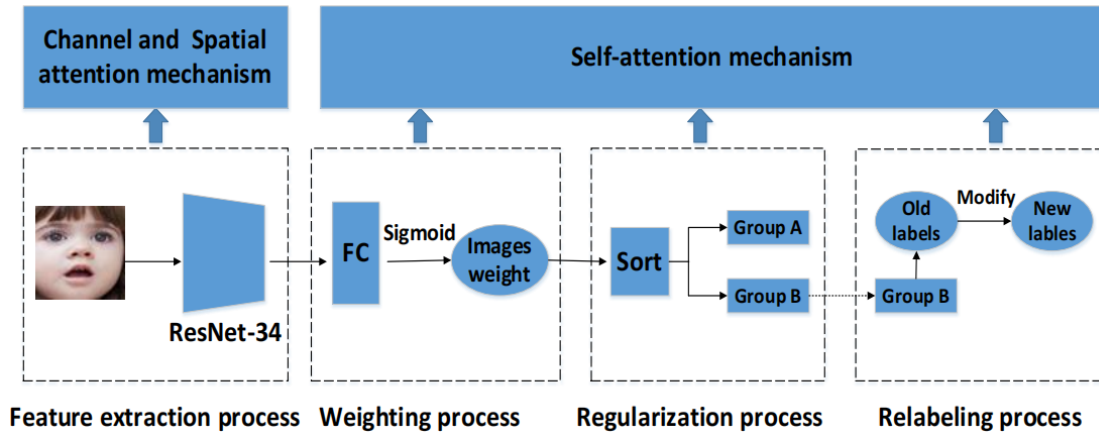 Channel and Spatial
attention mechanism
Self-attention mechanism
ResNet-34
FC
Sigmoid
Images
weight
Sort
Group A
Group B
Old
labels
Modify
New
lables
Group B
Feature extraction process
Weighting process
Regularization process
Relabeling process